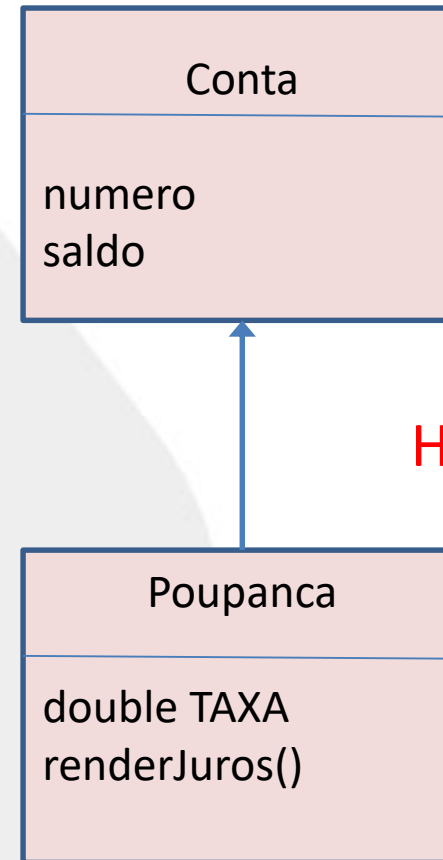 Conta
numero
saldo
H
Poupanca
double TAXA
renderJuros()